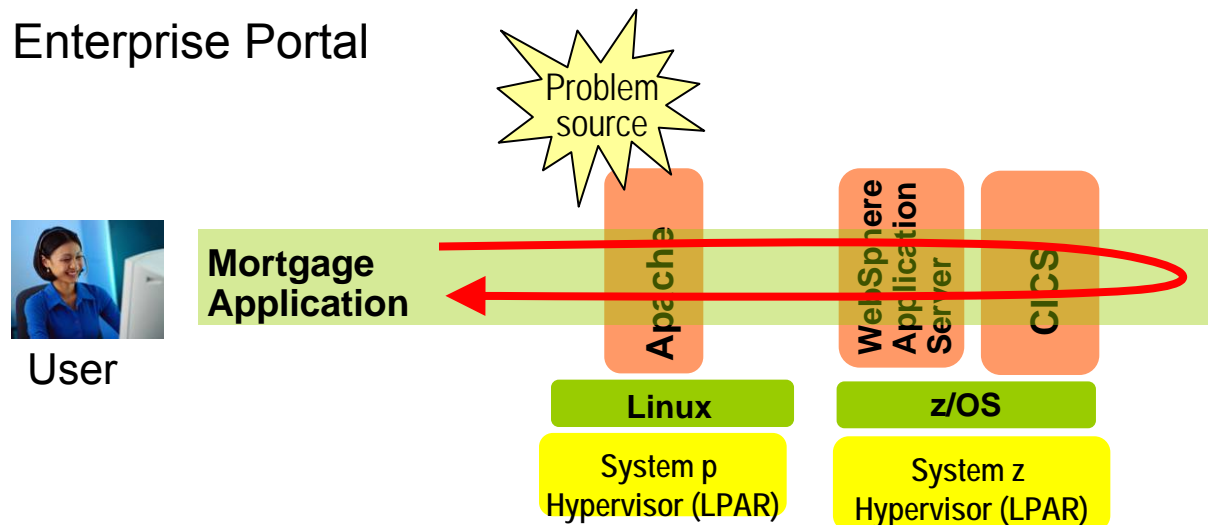 Enterprise Portal
Problem
source
Mortgage
Application
User
Apache
WebSphere
Application
Server
CICS
Linux
z/OS
System p
Hypervisor (LPAR)
System z
Hypervisor (LPAR)